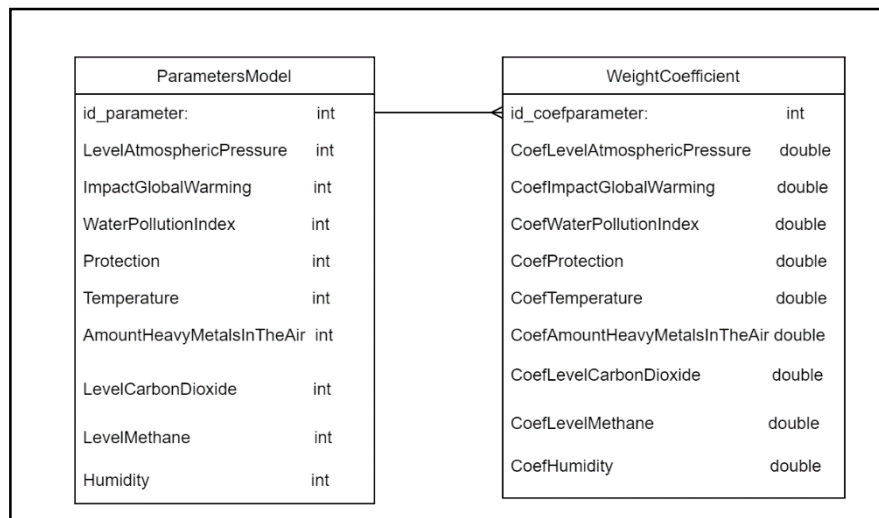 ParametersModel
id_parameter: int
LevelAtmosphericPressure int
ImpactGlobalWarming int
WaterPollutionIndex int
Protection int
Temperature int
AmountHeavyMetalsInTheAir int
LevelCarbonDioxide int
LevelMethane int
Humidity int
WeightCoefficient
id_coefparameter: int
CoefLevelAtmosphericPressure double
CoefImpactGlobalWarming double
CoefWaterPollutionIndex double
CoefProtection double
CoefTemperature double
CoefAmountHeavyMetalsInTheAir double
CoefLevelCarbonDioxide double
CoefLevelMethane double
CoefHumidity double